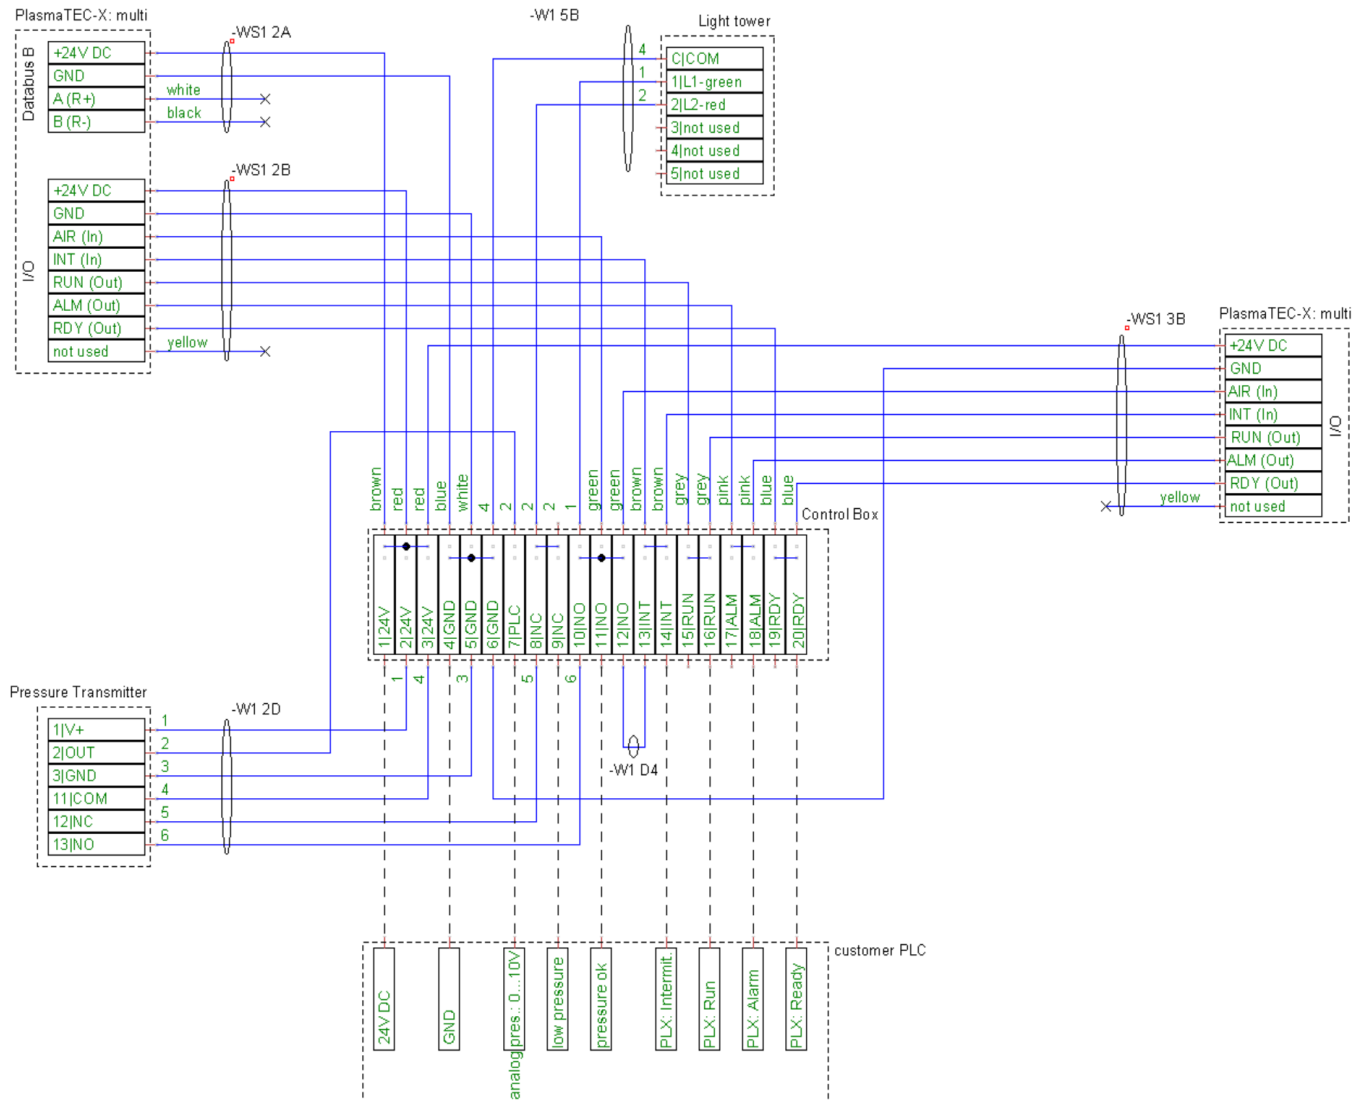 PlasmaTEC-X: multi
-WS1 2A
Databus B
+24V DC
GND
A (R+)
white
B (R-)
black
-WS1 2B
I/O
+24V DC
GND
AIR (In)
INT (In)
RUN (Out)
ALM (Out)
RDY (Out)
not used
yellow
-W1 5B
Light tower
4
C|COM
1
1|L1-green
2
2|L2-red
3|not used
4|not used
5|not used
-WS1 3B
PlasmaTEC-X: multi
+24V DC
GND
AIR (In)
INT (In)
RUN (Out)
ALM (Out)
RDY (Out)
not used
yellow
I/O
brown
red
red
blue
white
4
2
2
2
1
green
green
brown
brown
grey
grey
pink
pink
blue
blue
Control Box
1|24V
2|24V
3|24V
4|GND
5|GND
6|GND
7|PLC
8|NC
9|NC
10|NO
11|NO
12|NO
13|INT
14|INT
15|RUN
16|RUN
17|ALM
18|ALM
19|RDY
20|RDY
1
4
3
5
6
Pressure Transmitter
-W1 2D
1|V+
1
2|OUT
2
3|GND
3
11|COM
4
12|NC
5
13|NO
6
-W1 D4
customer PLC
24V DC
GND
analog pres.: 0...10V
low pressure
pressure ok
PLX: Intermit.
PLX: Run
PLX: Alarm
PLX: Ready